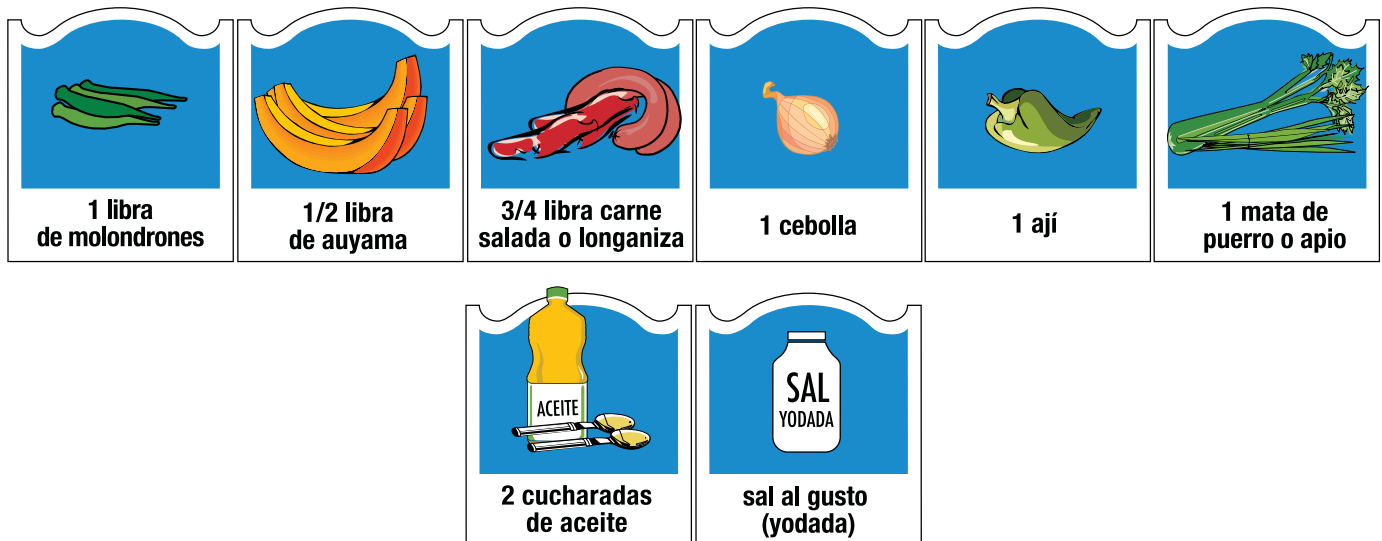 1 libra
de molondrones
1/2 libra
de auyama
3/4 libra carne
salada o longaniza
1 cebolla
1 ají
1 mata de
puerro o apio
ACEITE
2 cucharadas
de aceite
SAL
YODADA
sal al gusto
(yodada)